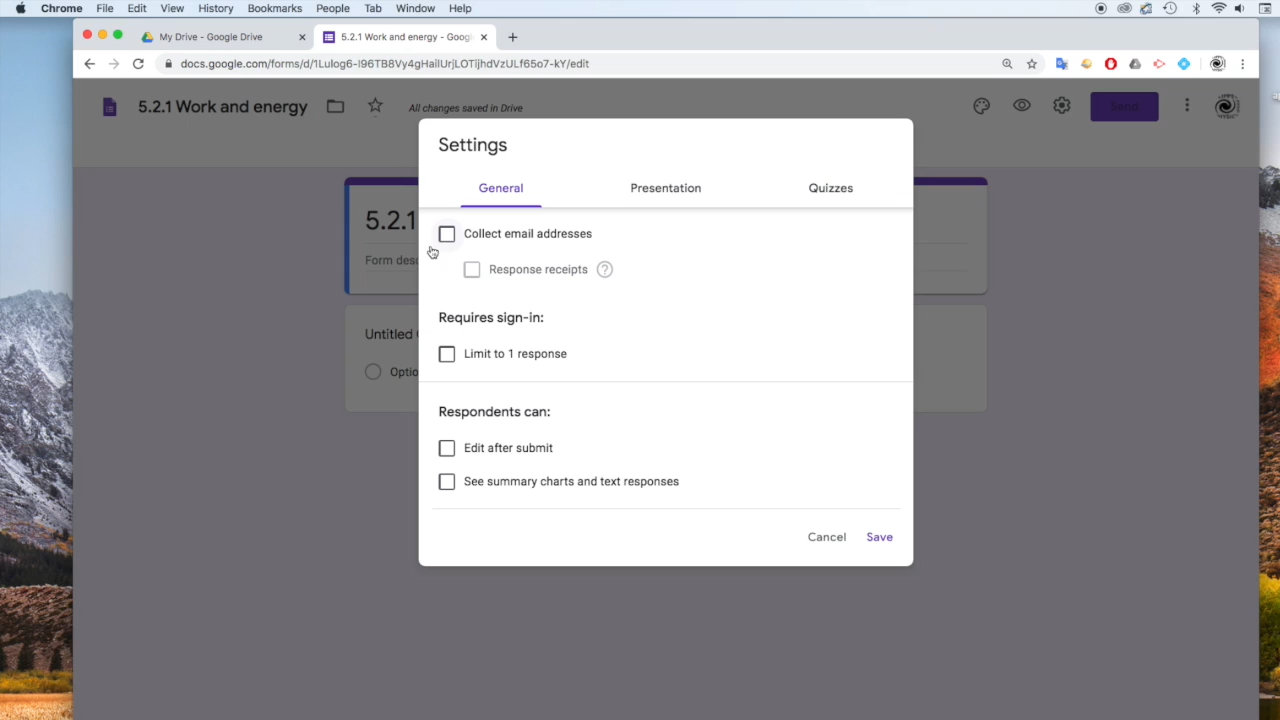 Chrome File Edit View History Bookmarks People Tab Window Help
My Drive - Google Drive
5.2.1 Work and energy - Goog
docs.google.com/forms/d/1Lulog6-I96TB8Vy4gHailUrjLOTijhdVzULf65o7-kY/edit
5.2.1 Work and energy
All changes saved in Drive
Send
Settings
General Presentation Quizzes
5.2.1
Collect email addresses
Form desc
Response receipts
Requires sign-in:
Untitled
Limit to 1 response
Optio
Respondents can:
Edit after submit
See summary charts and text responses
Cancel Save